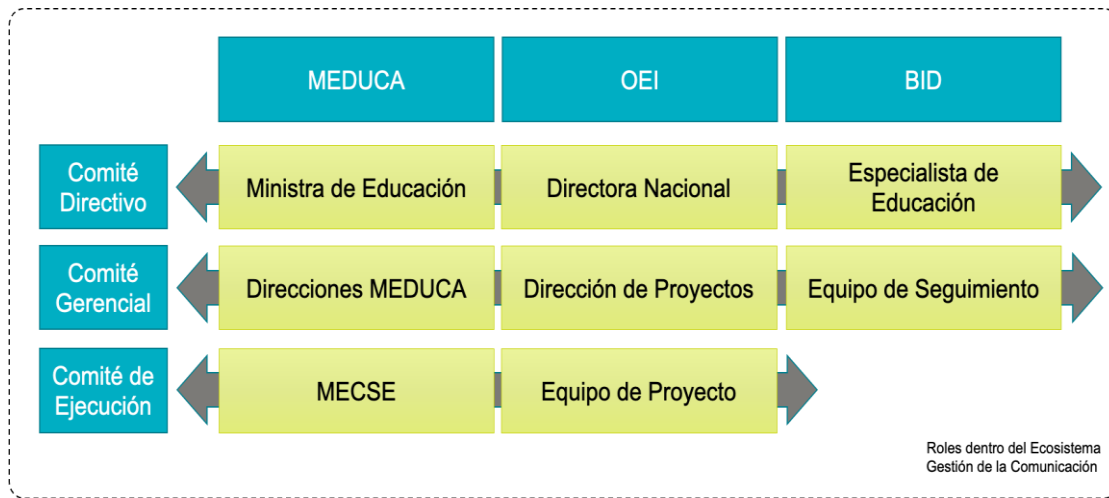 MEDUCA
OEI
BID
Comité
Directivo
Ministra de Educación
Directora Nacional
Especialista de
Educación
Comité
Gerencial
Direcciones MEDUCA
Dirección de Proyectos
Equipo de Seguimiento
Comité de
Ejecución
MECSE
Equipo de Proyecto
Roles dentro del Ecosistema
Gestión de la Comunicación